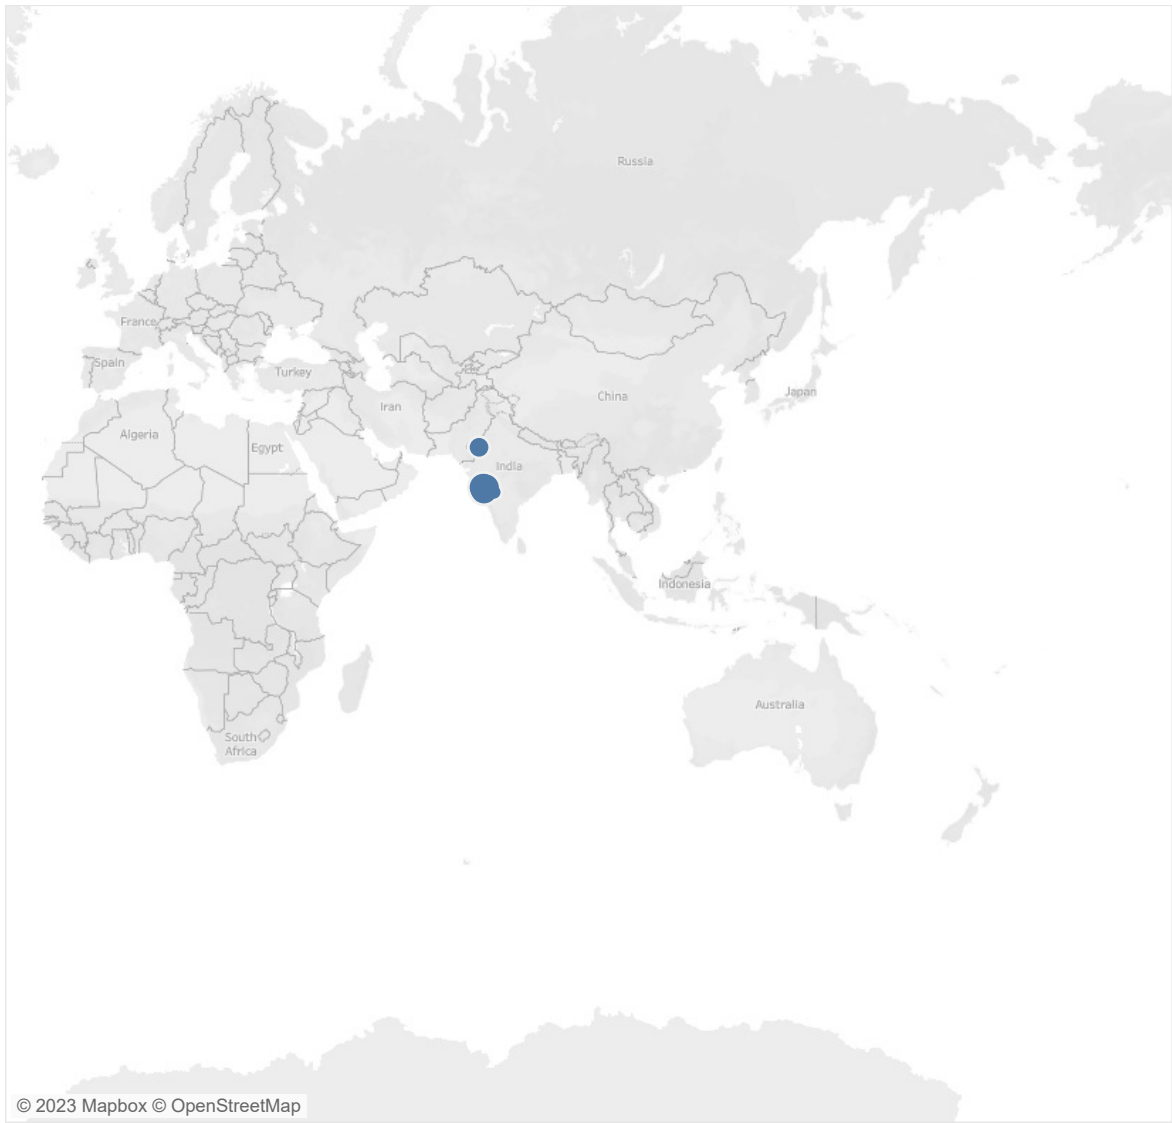 Russia
France
Spain
Turkey
Iran
China
Japan
Algeria
Egypt
India
Indonesia
Australia
South
Africa
© 2023 Mapbox © OpenStreetMap